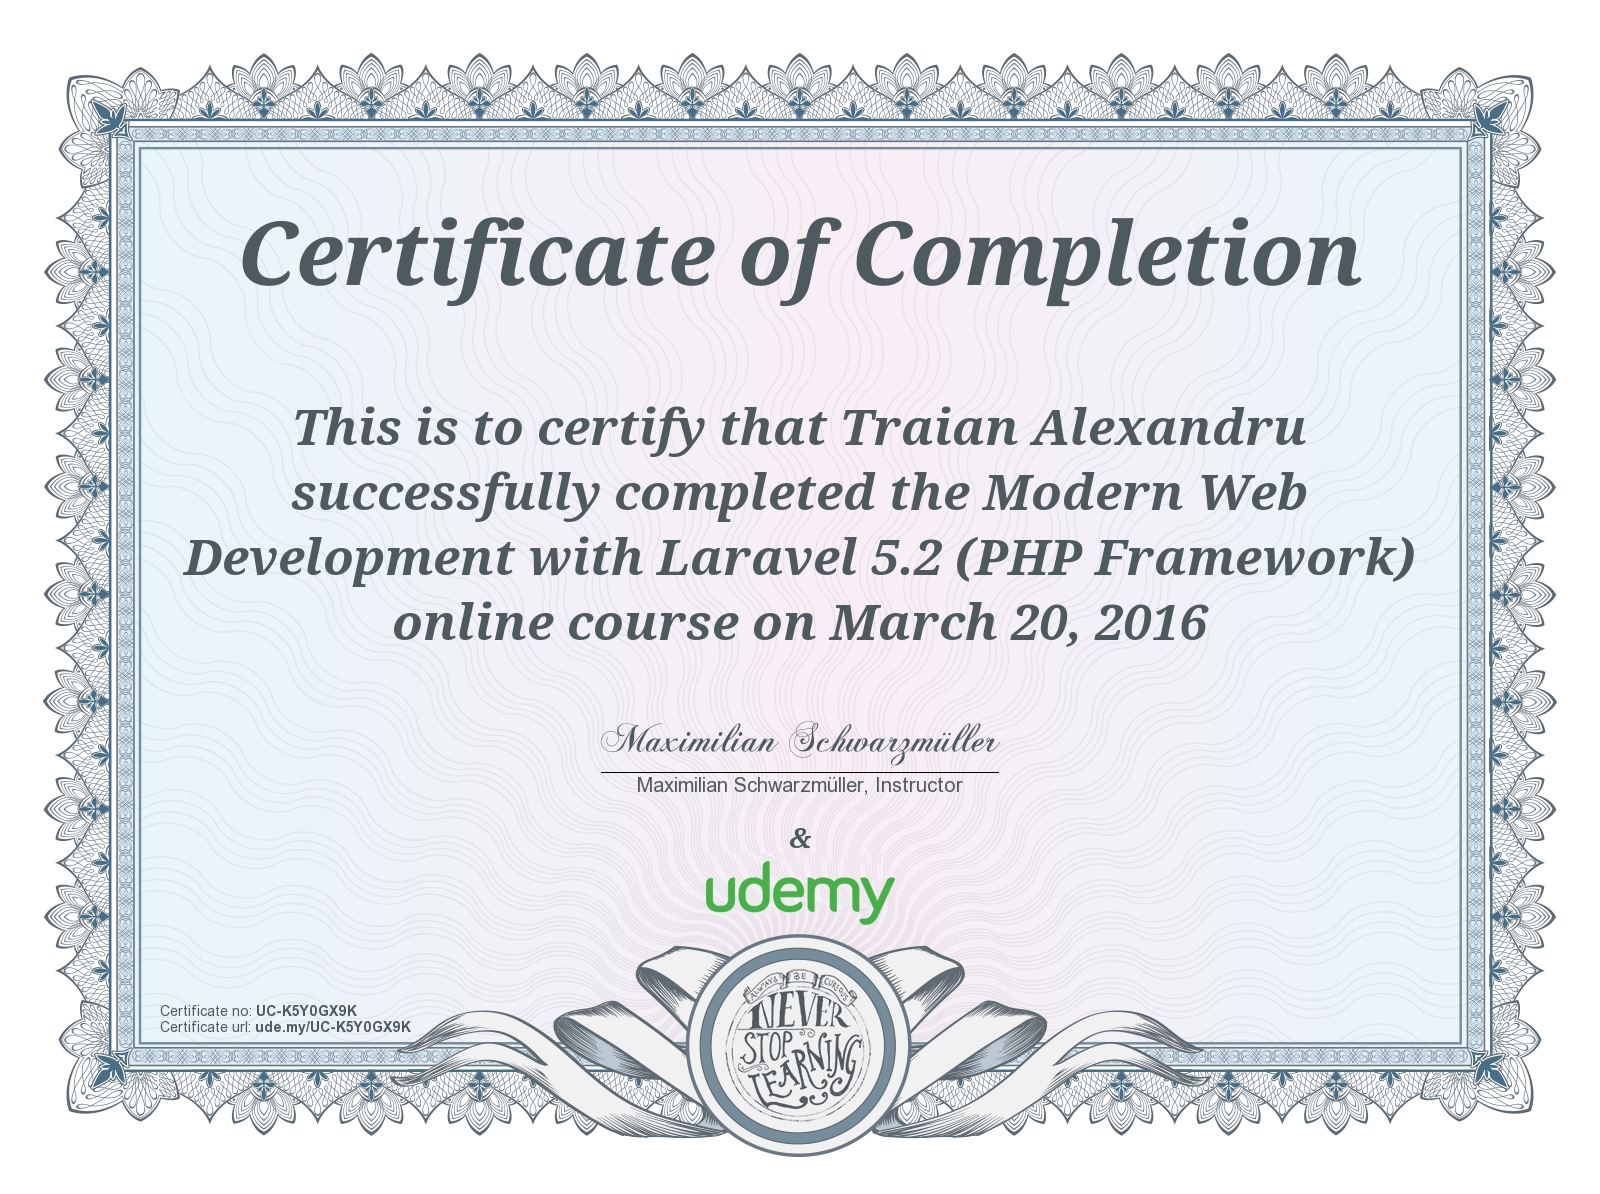 Certificate of Completion
This is to certify that Traian Alexandru
successfully completed the Modern Web
Development with Laravel 5.2 (PHP Framework)
online course on March 20, 2016
Maximilian Schwarzmüller
Maximilian Schwarzmüller, Instructor
&
udemy
Certificate no: UC-K5Y0GX9K
Certificate url: ude.my/UC-K5Y0GX9K
ALWAYS BE CURIOUS
NEVER
STOP
LEARNING